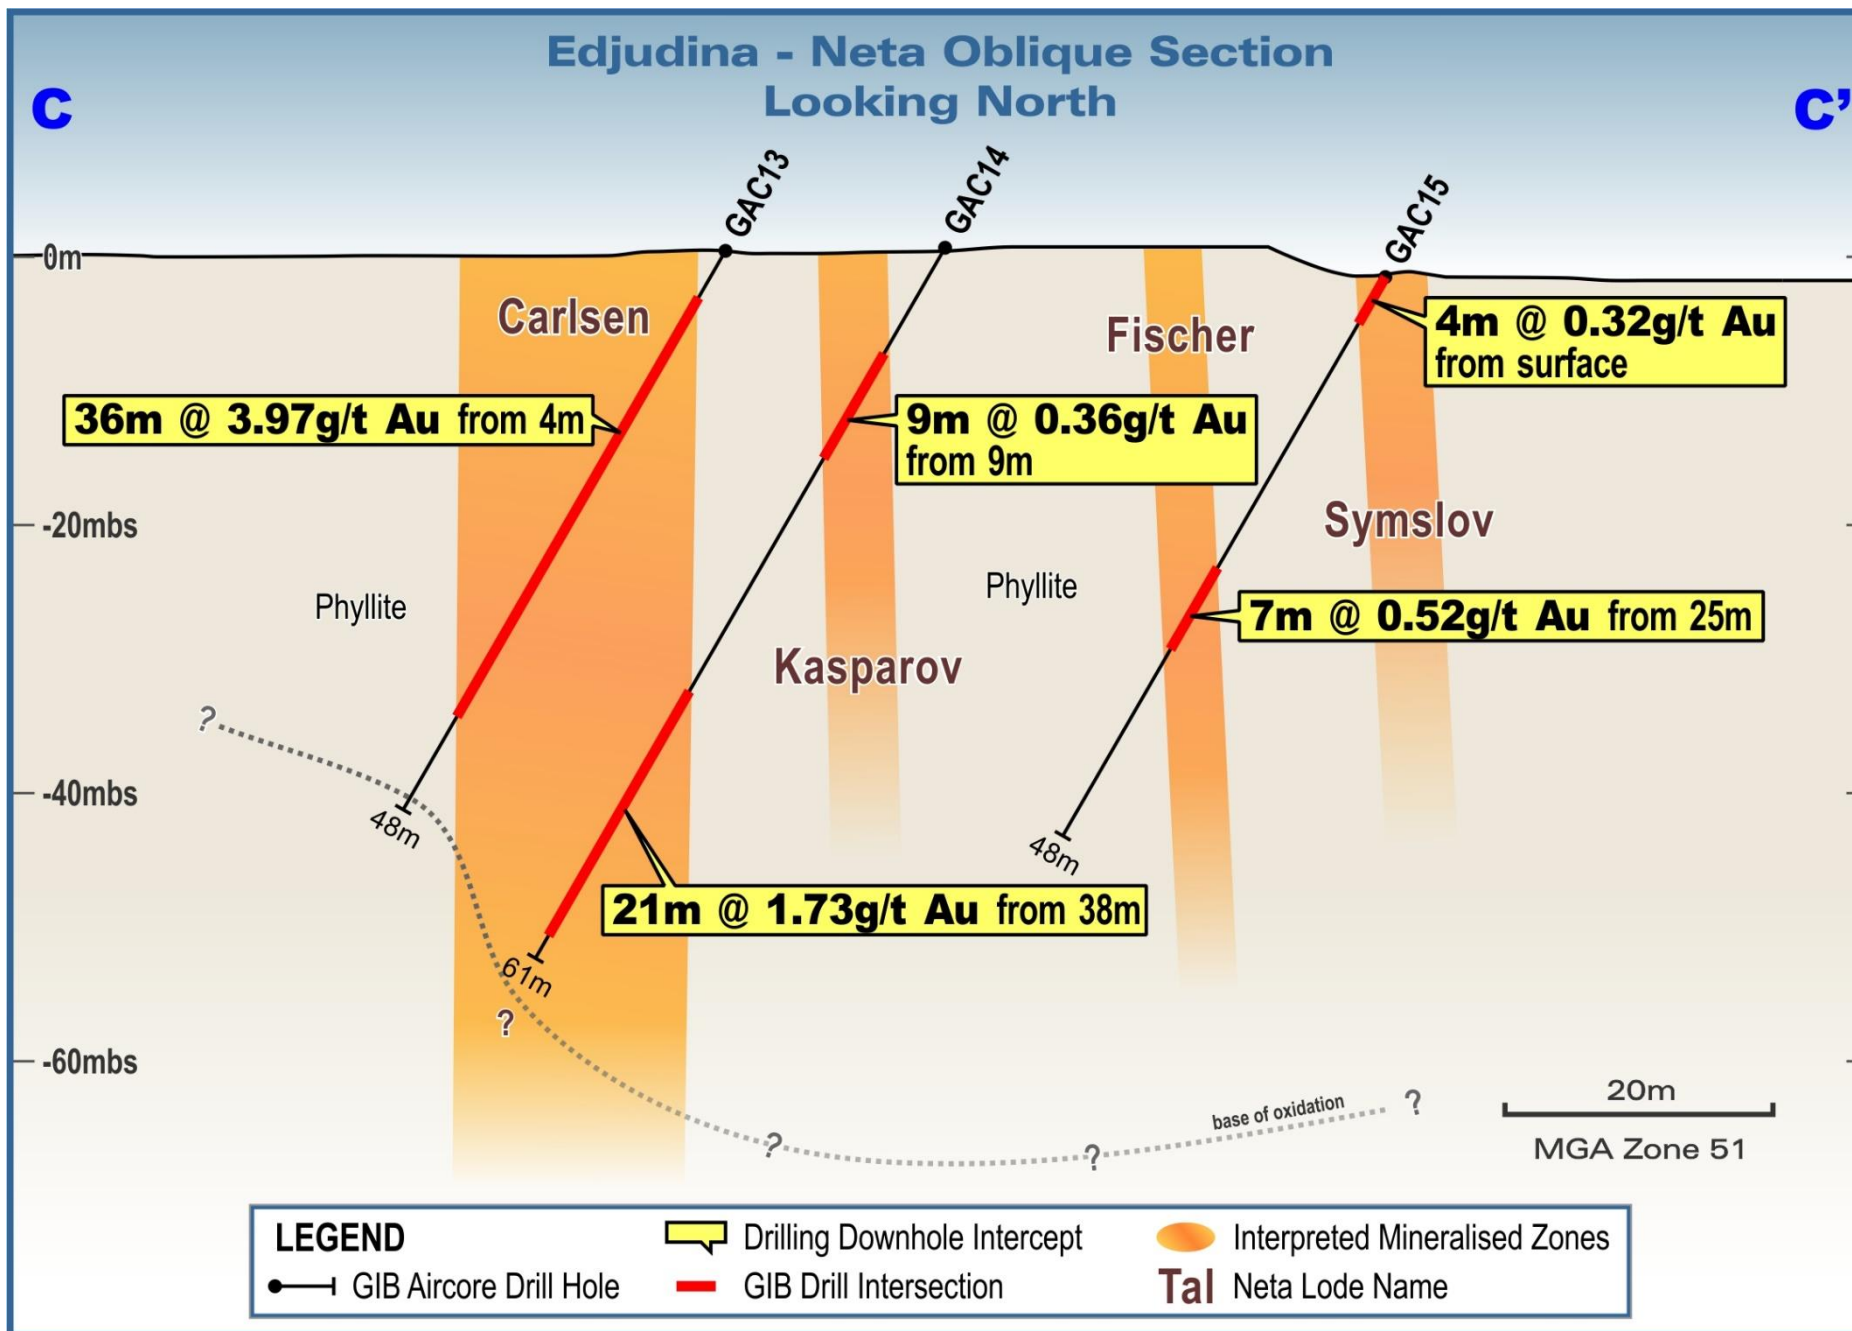 Edjudina - Neta Oblique Section
Looking North
C
C’
GAC13
GAC14
GAC15
0m
Carlsen
Fischer
4m @ 0.32g/t Au
from surface
36m @ 3.97g/t Au from 4m
9m @ 0.36g/t Au
from 9m
-20mbs
Symslov
Phyllite
Phyllite
7m @ 0.52g/t Au from 25m
Kasparov
?
-40mbs
48m
48m
21m @ 1.73g/t Au from 38m
61m
?
-60mbs
20m
base of oxidation
?
?
?
MGA Zone 51
LEGEND
Drilling Downhole Intercept
Interpreted Mineralised Zones
GIB Aircore Drill Hole
GIB Drill Intersection
Tal Neta Lode Name